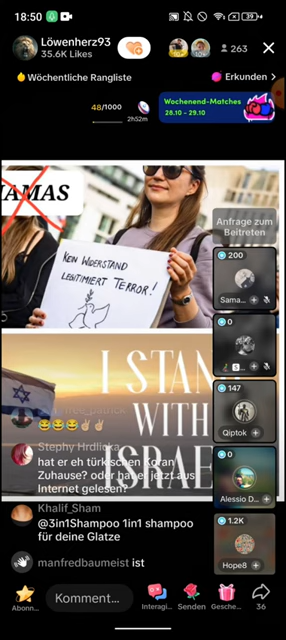 18:50
39
Löwenherz93
35.6K Likes
263
Wöchentliche Rangliste
Erkunden >
48/1000
2h52m
Wochenend-Matches
28.10 - 29.10
AMAS
KEIN WIDERSTAND
LEGITIMIERT TERROR!
Anfrage zum
Beitreten
200
Sama...
0
147
Qiptok
0
Alessio D...
1.2K
Hope8
I STAN
WITH
ISRAE
Stephy Hrdlicka
hat er eh türkischen Koran
Zuhause? oder hat er jetzt aus
Internet gelesen?
Khalif_Sham
@3in1Shampoo 1in1 shampoo
für deine Glatze
manfredbaumeist ist
Abonn...
Komment...
Interagi...
Senden
Gesche...
36